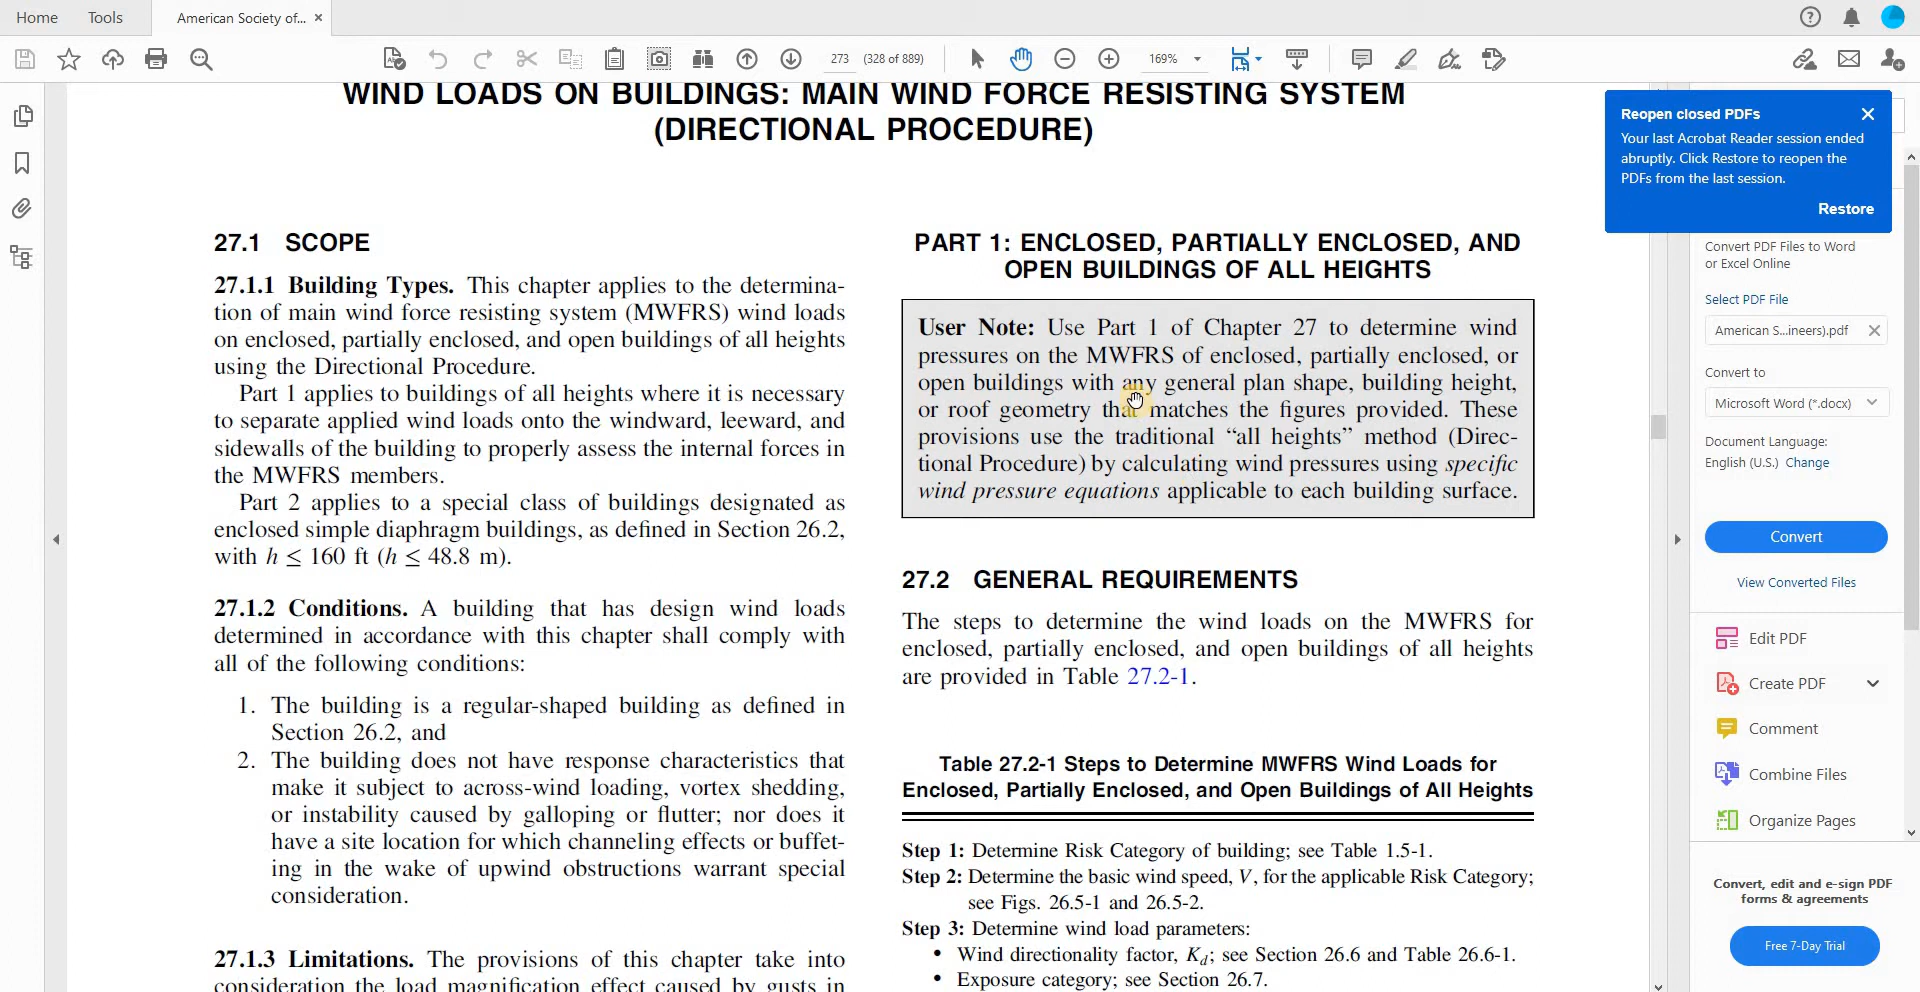 Home
Tools
American Society of...
273
(328 of 889)
169%
WIND LOADS ON BUILDINGS: MAIN WIND FORCE RESISTING SYSTEM
(DIRECTIONAL PROCEDURE)
27.1 SCOPE
27.1.1 Building Types. This chapter applies to the determina-
tion of main wind force resisting system (MWFRS) wind loads
on enclosed, partially enclosed, and open buildings of all heights
using the Directional Procedure.
Part 1 applies to buildings of all heights where it is necessary
to separate applied wind loads onto the windward, leeward, and
sidewalls of the building to properly assess the internal forces in
the MWFRS members.
Part 2 applies to a special class of buildings designated as
enclosed simple diaphragm buildings, as defined in Section 26.2,
with h ≤ 160 ft (h ≤ 48.8 m).
27.1.2 Conditions. A building that has design wind loads
determined in accordance with this chapter shall comply with
all of the following conditions:
1. The building is a regular-shaped building as defined in
Section 26.2, and
2. The building does not have response characteristics that
make it subject to across-wind loading, vortex shedding,
or instability caused by galloping or flutter; nor does it
have a site location for which channeling effects or buffet-
ing in the wake of upwind obstructions warrant special
consideration.
27.1.3 Limitations. The provisions of this chapter take into
consideration the load magnification effect caused by gusts in
PART 1: ENCLOSED, PARTIALLY ENCLOSED, AND
OPEN BUILDINGS OF ALL HEIGHTS
User Note: Use Part 1 of Chapter 27 to determine wind
pressures on the MWFRS of enclosed, partially enclosed, or
open buildings with any general plan shape, building height,
or roof geometry that matches the figures provided. These
provisions use the traditional “all heights” method (Direc-
tional Procedure) by calculating wind pressures using specific
wind pressure equations applicable to each building surface.
27.2 GENERAL REQUIREMENTS
The steps to determine the wind loads on the MWFRS for
enclosed, partially enclosed, and open buildings of all heights
are provided in Table 27.2-1.
Table 27.2-1 Steps to Determine MWFRS Wind Loads for
Enclosed, Partially Enclosed, and Open Buildings of All Heights
Step 1: Determine Risk Category of building; see Table 1.5-1.
Step 2: Determine the basic wind speed, V, for the applicable Risk Category;
see Figs. 26.5-1 and 26.5-2.
Step 3: Determine wind load parameters:
• Wind directionality factor, Kd; see Section 26.6 and Table 26.6-1.
• Exposure category; see Section 26.7.
Reopen closed PDFs
Your last Acrobat Reader session ended
abruptly. Click Restore to reopen the
PDFs from the last session.
Restore
Convert PDF Files to Word
or Excel Online
Select PDF File
American S...ineers).pdf
Convert to
Microsoft Word (*.docx)
Document Language:
English (U.S.) Change
Convert
View Converted Files
Edit PDF
Create PDF
Comment
Combine Files
Organize Pages
Convert, edit and e-sign PDF
forms & agreements
Free 7-Day Trial